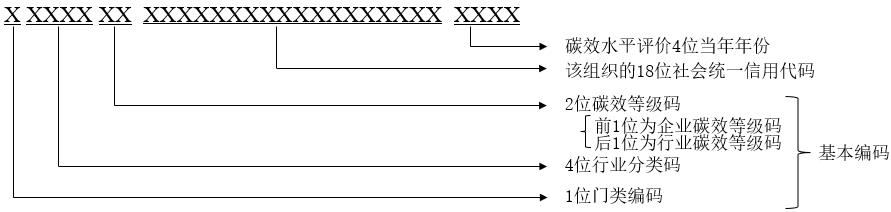 X XXXX XX XXXXXXXXXXXXXXXXXX XXXX
碳效水平评价4位当年年份
该组织的18位社会统一信用代码
2位碳效等级码
前1位为企业碳效等级码
后1位为行业碳效等级码
基本编码
4位行业分类码
1位门类编码